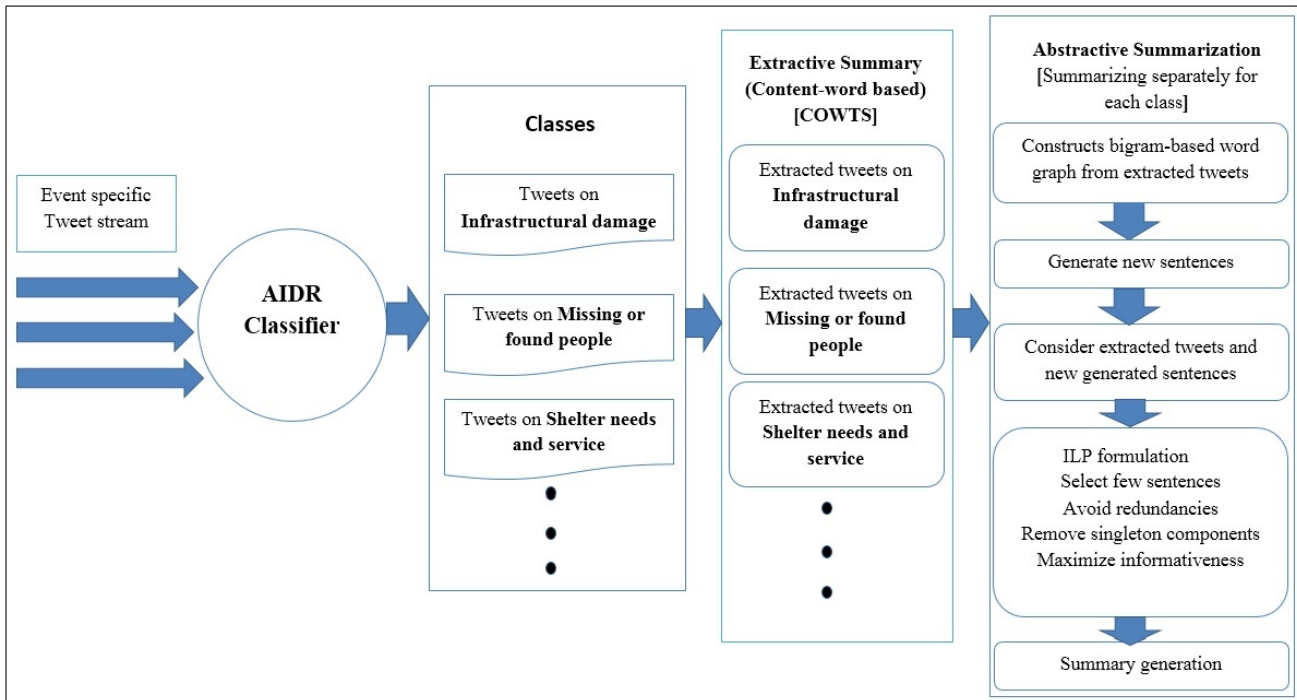 Event specific
Tweet stream
AIDR
Classifier
Classes
Tweets on
Infrastructural damage
Tweets on Missing or
found people
Tweets on Shelter needs
and service
Extractive Summary
(Content-word based)
[COWTS]
Extracted tweets on
Infrastructural
damage
Extracted tweets on
Missing or found
people
Extracted tweets on
Shelter needs and
service
Abstractive Summarization
[Summarizing separately for
each class]
Constructs bigram-based word
graph from extracted tweets
Generate new sentences
Consider extracted tweets and
new generated sentences
ILP formulation
Select few sentences
Avoid redundancies
Remove singleton components
Maximize informativeness
Summary generation